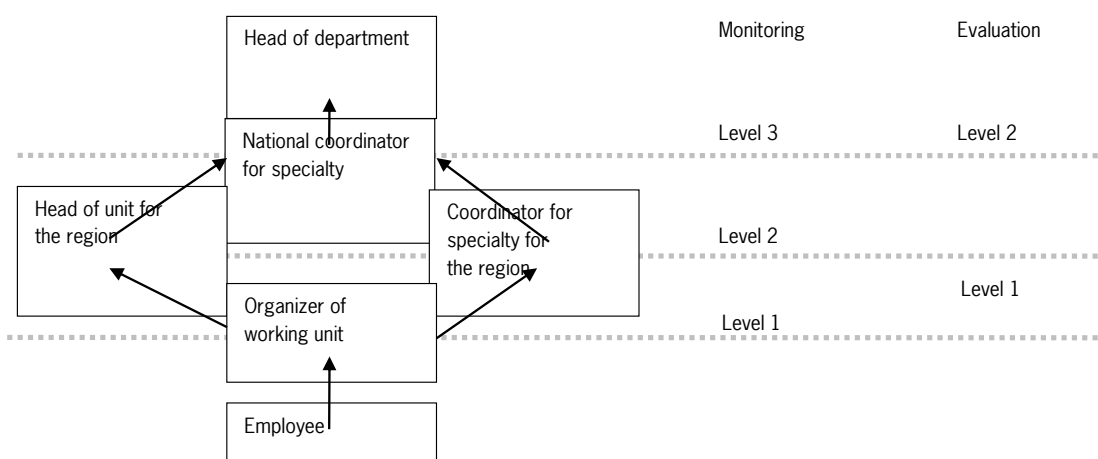 Head of department
Monitoring
Evaluation
National coordinator
for specialty
Level 3
Level 2
Head of unit for
the region
Coordinator for
specialty for
the region
Level 2
Level 1
Organizer of
working unit
Level 1
Employee